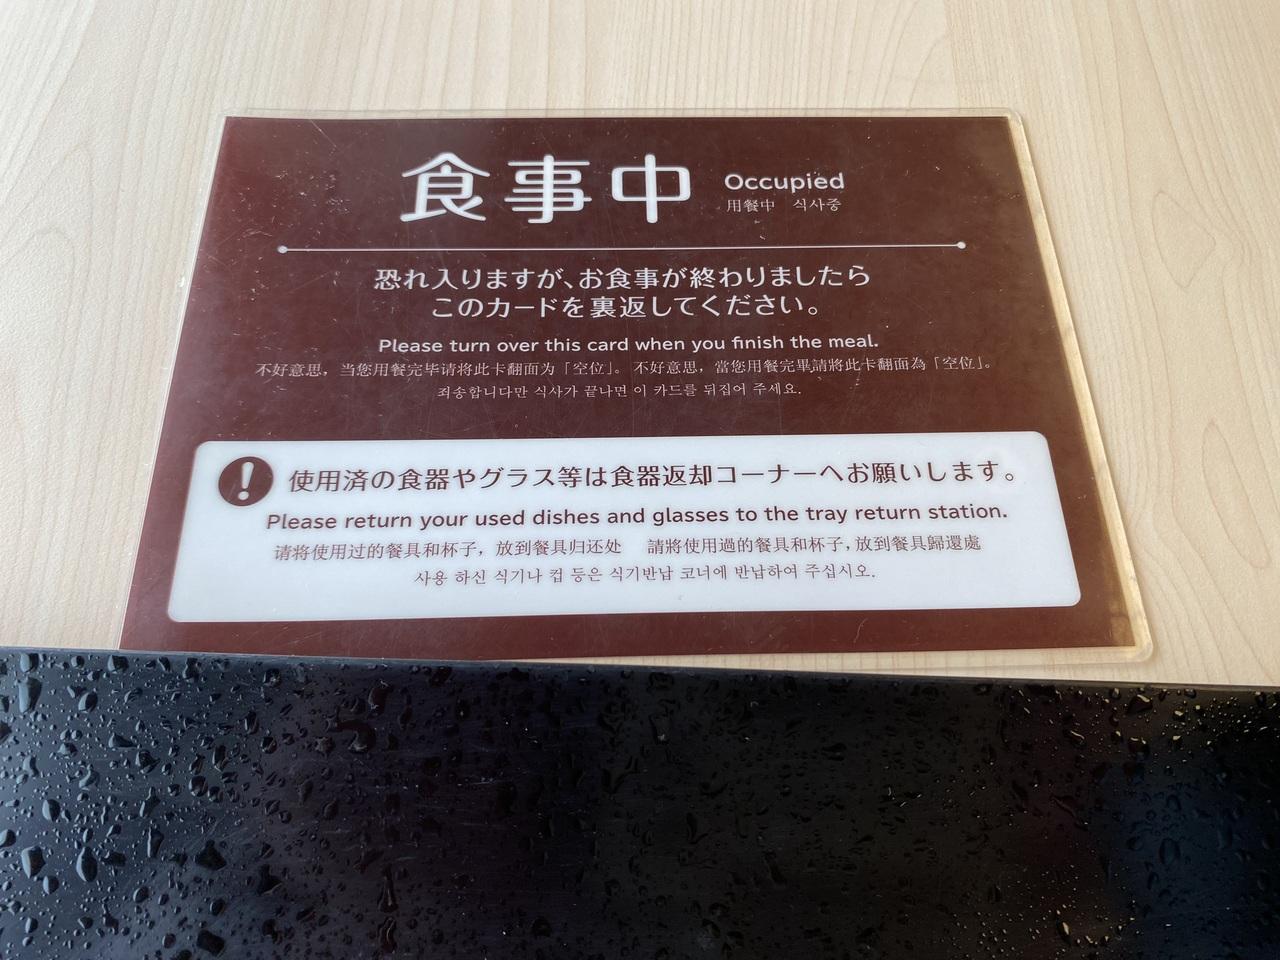 食事中 Occupied
用餐中 식사중
恐れ入りますが、お食事が終わりましたら
このカードを裏返してください。
Please turn over this card when you finish the meal.
不好意思，当您用餐完毕请将此卡翻面为「空位」。 不好意思，當您用餐完畢請將此卡翻面為「空位」。
죄송합니다만 식사가 끝나면 이 카드를 뒤집어 주세요.
! 使用済の食器やグラス等は食器返却コーナーへお願いします。
Please return your used dishes and glasses to the tray return station.
请将使用过的餐具和杯子，放到餐具归还处 請將使用過的餐具和杯子，放到餐具歸還處
사용 하신 식기나 컵 등은 식기반납 코너에 반납하여 주십시오.